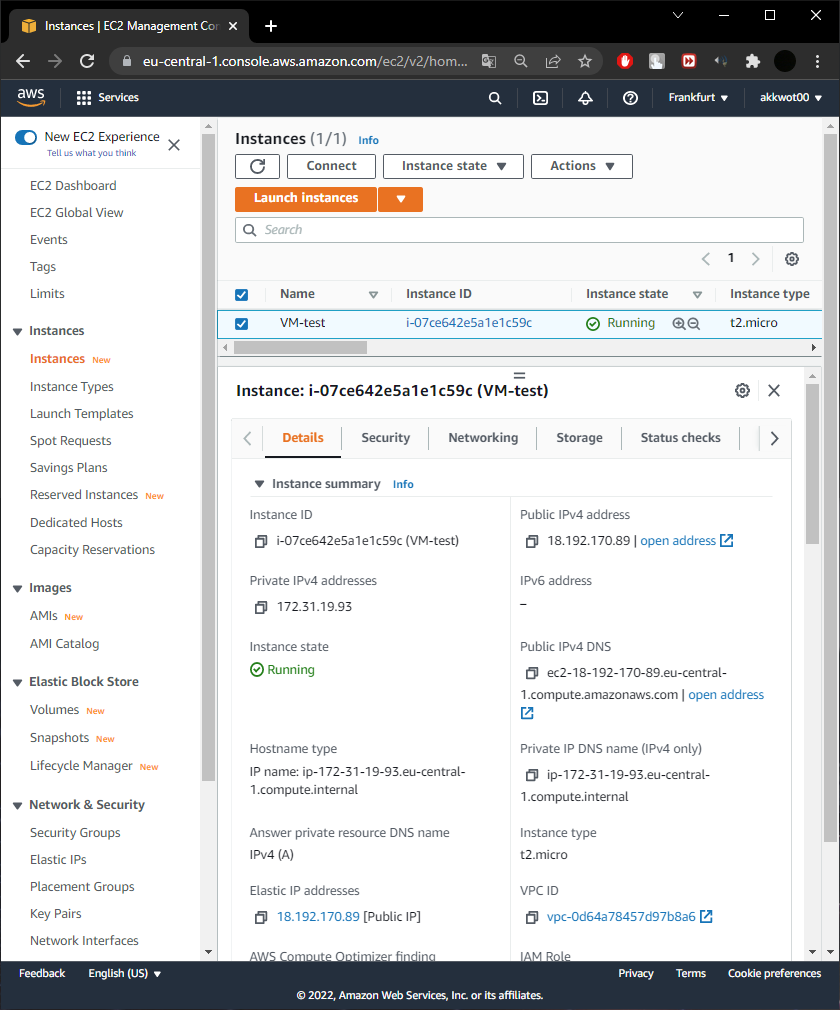 Instances | EC2 Management Con
eu-central-1.console.aws.amazon.com/ec2/v2/hom...
aws
Services
Frankfurt
akkwot00
New EC2 Experience
Tell us what you think
EC2 Dashboard
EC2 Global View
Events
Tags
Limits
Instances
Instances New
Instance Types
Launch Templates
Spot Requests
Savings Plans
Reserved Instances New
Dedicated Hosts
Capacity Reservations
Images
AMIs New
AMI Catalog
Elastic Block Store
Volumes New
Snapshots New
Lifecycle Manager New
Network & Security
Security Groups
Elastic IPs
Placement Groups
Key Pairs
Network Interfaces
Instances (1/1) Info
Connect
Instance state
Actions
Launch instances
Search
1
Name
Instance ID
Instance state
Instance type
VM-test
i-07ce642e5a1e1c59c
Running
t2.micro
Instance: i-07ce642e5a1e1c59c (VM-test)
Details
Security
Networking
Storage
Status checks
Instance summary Info
Instance ID
i-07ce642e5a1e1c59c (VM-test)
Public IPv4 address
18.192.170.89 | open address
Private IPv4 addresses
172.31.19.93
IPv6 address
–
Instance state
Running
Public IPv4 DNS
ec2-18-192-170-89.eu-central-
1.compute.amazonaws.com | open address
Hostname type
IP name: ip-172-31-19-93.eu-central-
1.compute.internal
Private IP DNS name (IPv4 only)
ip-172-31-19-93.eu-central-
1.compute.internal
Answer private resource DNS name
IPv4 (A)
Instance type
t2.micro
Elastic IP addresses
18.192.170.89 [Public IP]
VPC ID
vpc-0d64a78457d97b8a6
AWS Compute Optimizer finding
IAM Role
Feedback
English (US)
Privacy
Terms
Cookie preferences
© 2022, Amazon Web Services, Inc. or its affiliates.